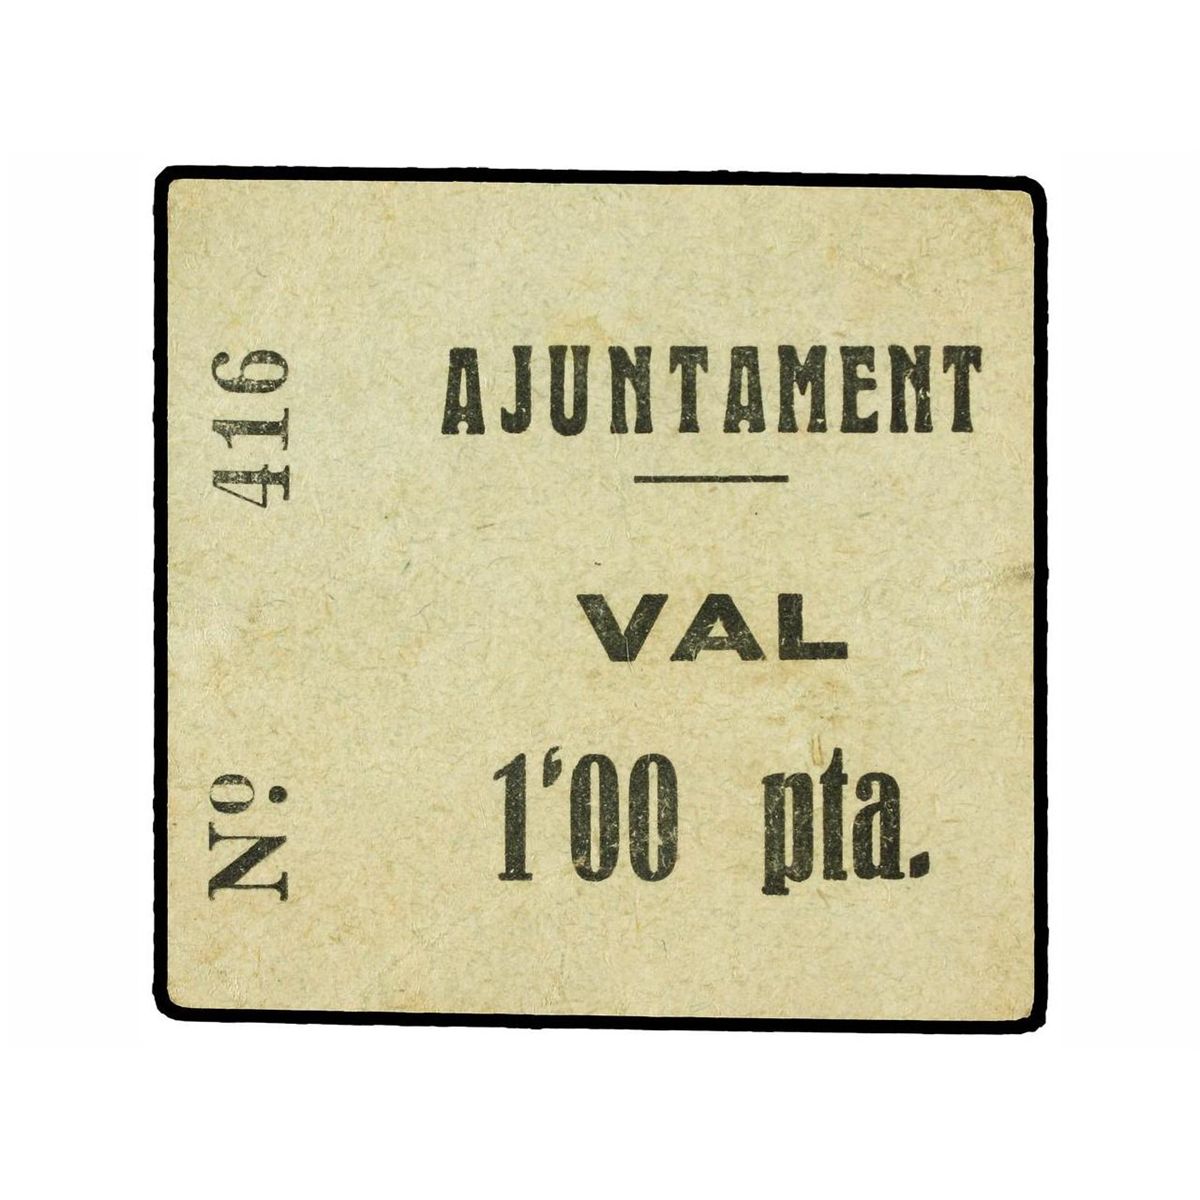 AJUNTAMENT
VAL
1'00 pta.
Nº. 416